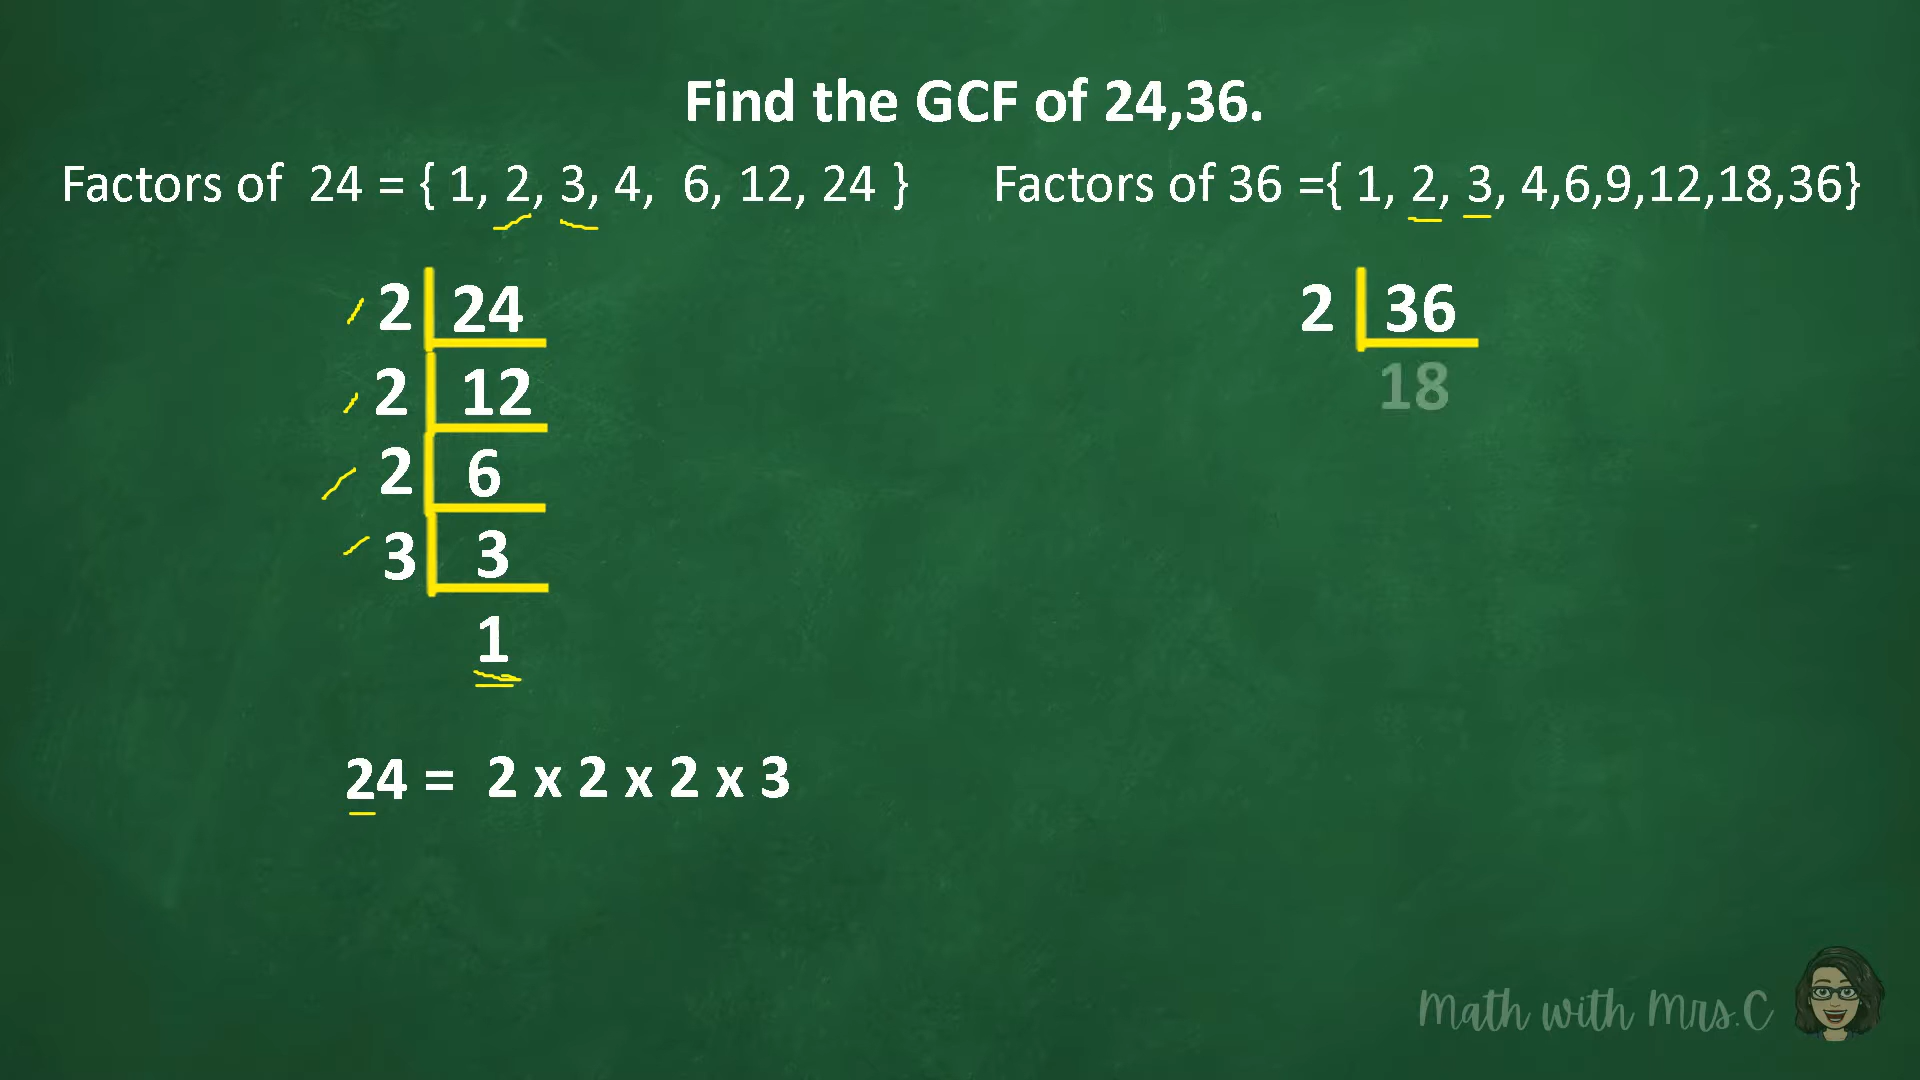 Find the GCF of 24,36.
Factors of 24 = { 1, 2, 3, 4, 6, 12, 24 }
Factors of 36 ={ 1, 2, 3, 4,6,9,12,18,36}
2 24
2 12
2 6
3 3
1
2 36
18
24 = 2 x 2 x 2 x 3
Math with Mrs.C